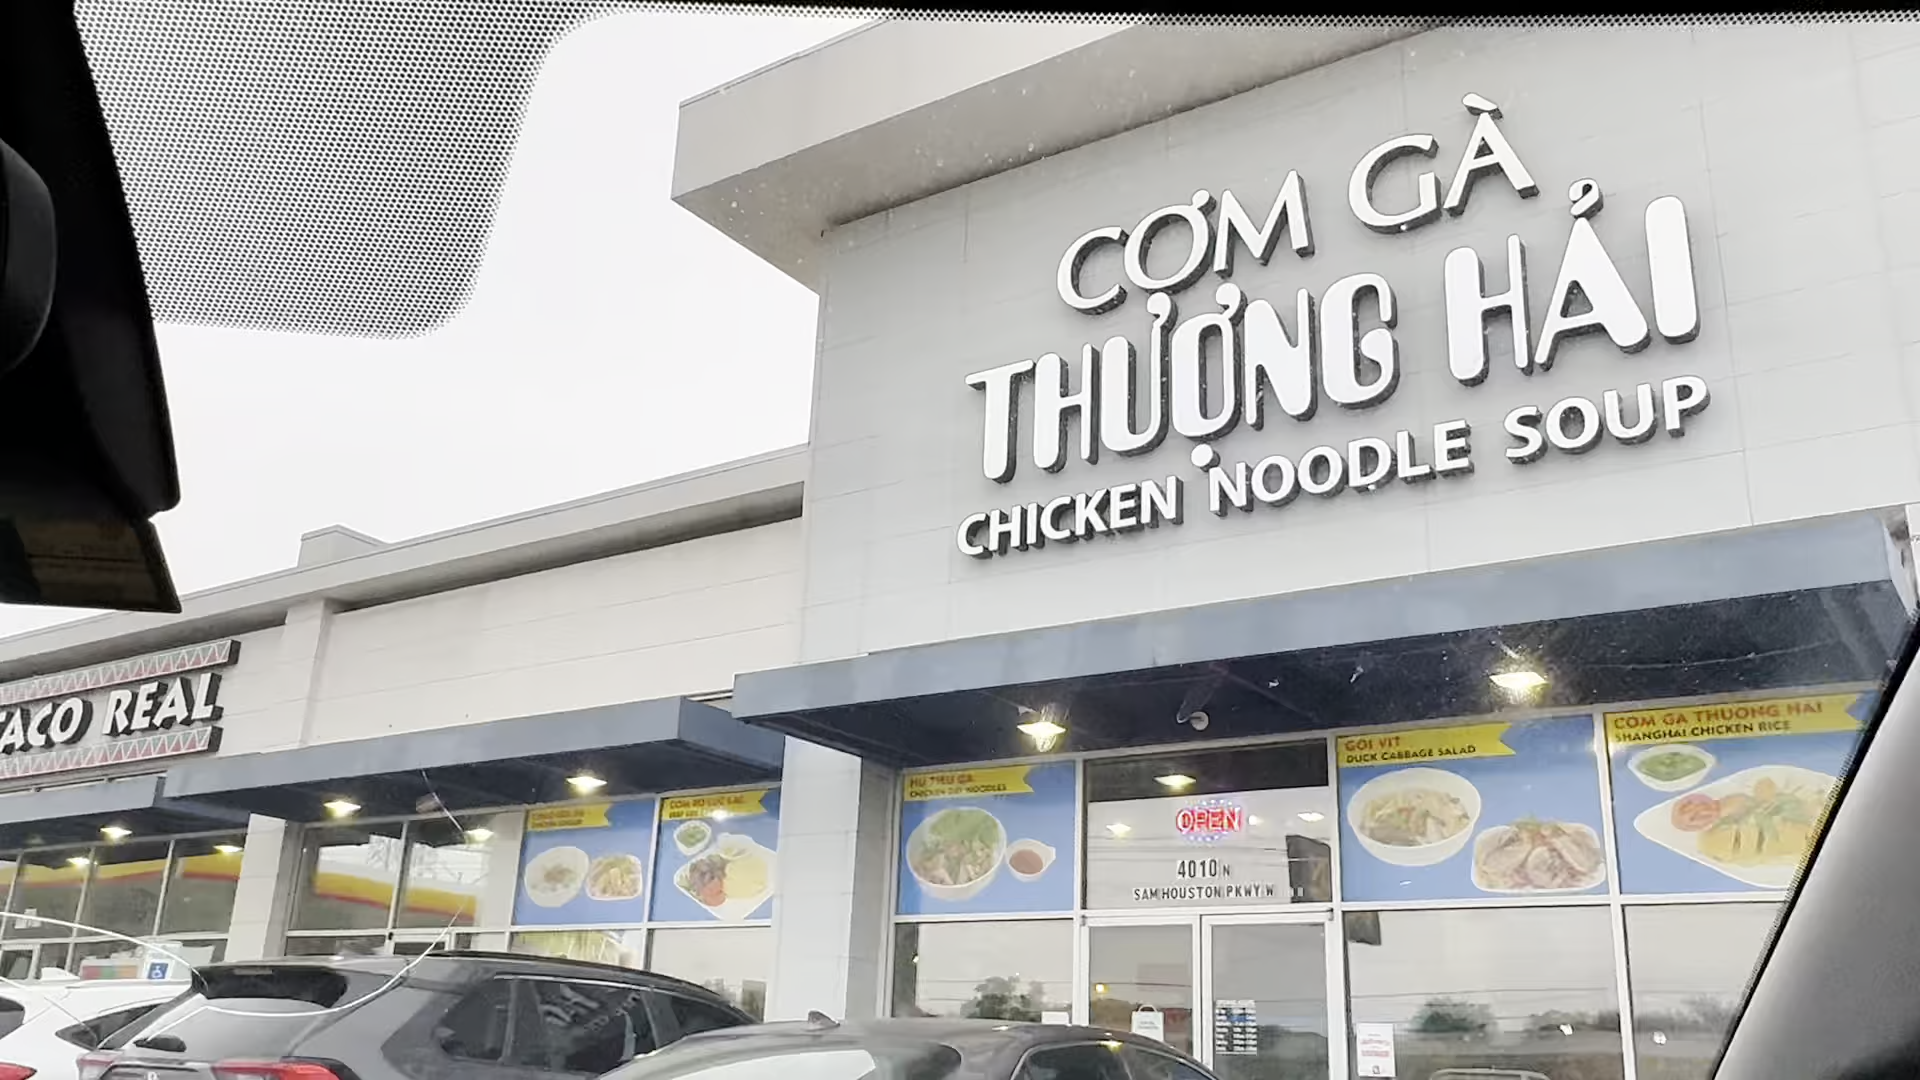 CƠM GÀ
THƯỢNG HẢI
CHICKEN NOODLE SOUP
TACO REAL
HU TIEU GA
CHICKEN DRY NOODLES
GOI VIT
DUCK CABBAGE SALAD
COM GA THUONG HAI
SHANGHAI CHICKEN RICE
OPEN
4010 N
SAM HOUSTON PKWY W